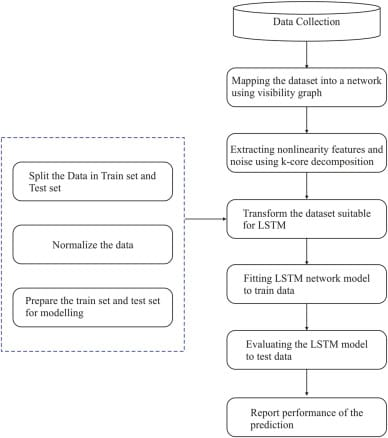 Data Collection
Mapping the dataset into a network
using visibility graph
Extracting nonlinearity features and
noise using k-core decomposition
Split the Data in Train set and
Test set
Normalize the data
Prepare the train set and test set
for modelling
Transform the dataset suitable
for LSTM
Fitting LSTM network model
to train data
Evaluating the LSTM model
to test data
Report performance of the
prediction